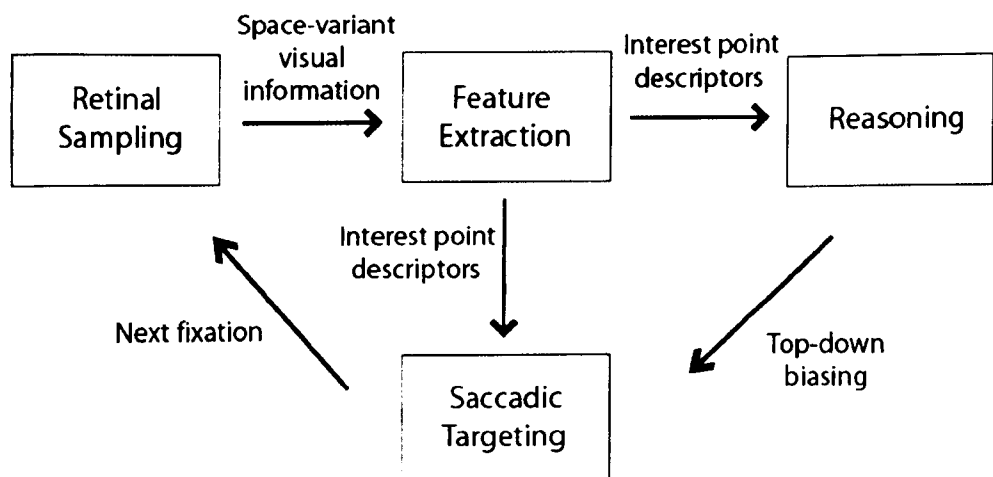 Space-variant
visual
information
Interest point
descriptors
Retinal
Sampling
Feature
Extraction
Reasoning
Interest point
descriptors
Next fixation
Top-down
biasing
Saccadic
Targeting